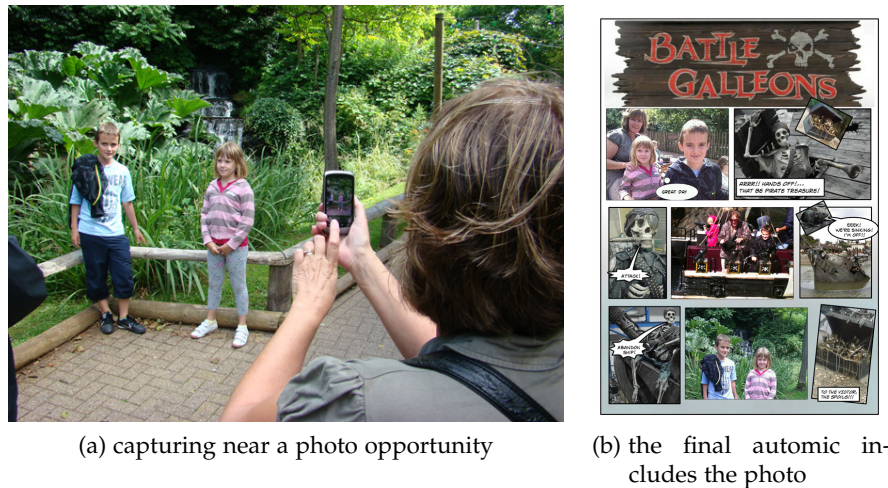 BATTLE
GALLEONS
GREAT DAY
ARRR!! HANDS OFF!...
THAT BE PIRATE TREASURE!
ATTACK!
EEEK!
WE'RE SINKING!
I'M OFF!!
ABANDON
SHIP!
TO THE VICTOR,
THE SPOILS!!!
(a) capturing near a photo opportunity
(b) the final automic in-
cludes the photo